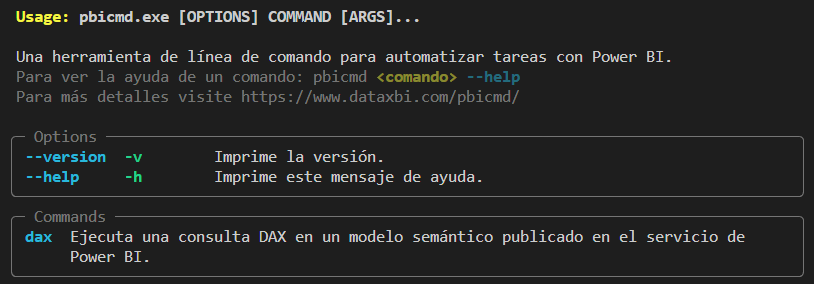 Usage: pbicmd.exe [OPTIONS] COMMAND [ARGS]...
Una herramienta de línea de comando para automatizar tareas con Power BI.
Para ver la ayuda de un comando: pbicmd <comando> --help
Para más detalles visite https://www.dataxbi.com/pbicmd/
Options
--version -v Imprime la versión.
--help -h Imprime este mensaje de ayuda.
Commands
dax Ejecuta una consulta DAX en un modelo semántico publicado en el servicio de
Power BI.